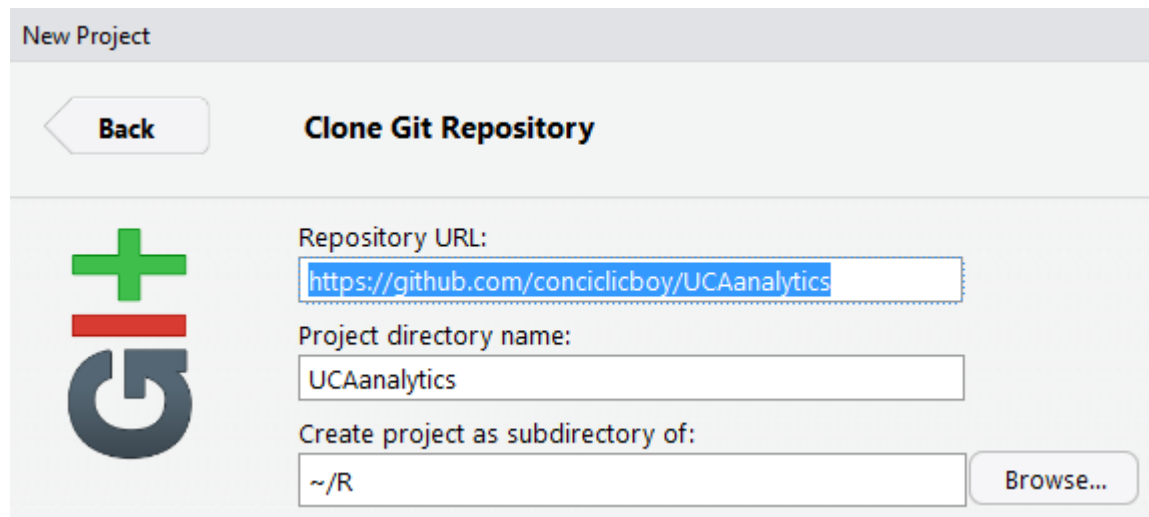 New Project
Back
Clone Git Repository
Repository URL:
https://github.com/conciclicboy/UCAanalytics
Project directory name:
UCAanalytics
Create project as subdirectory of:
~/R
Browse...
GIT